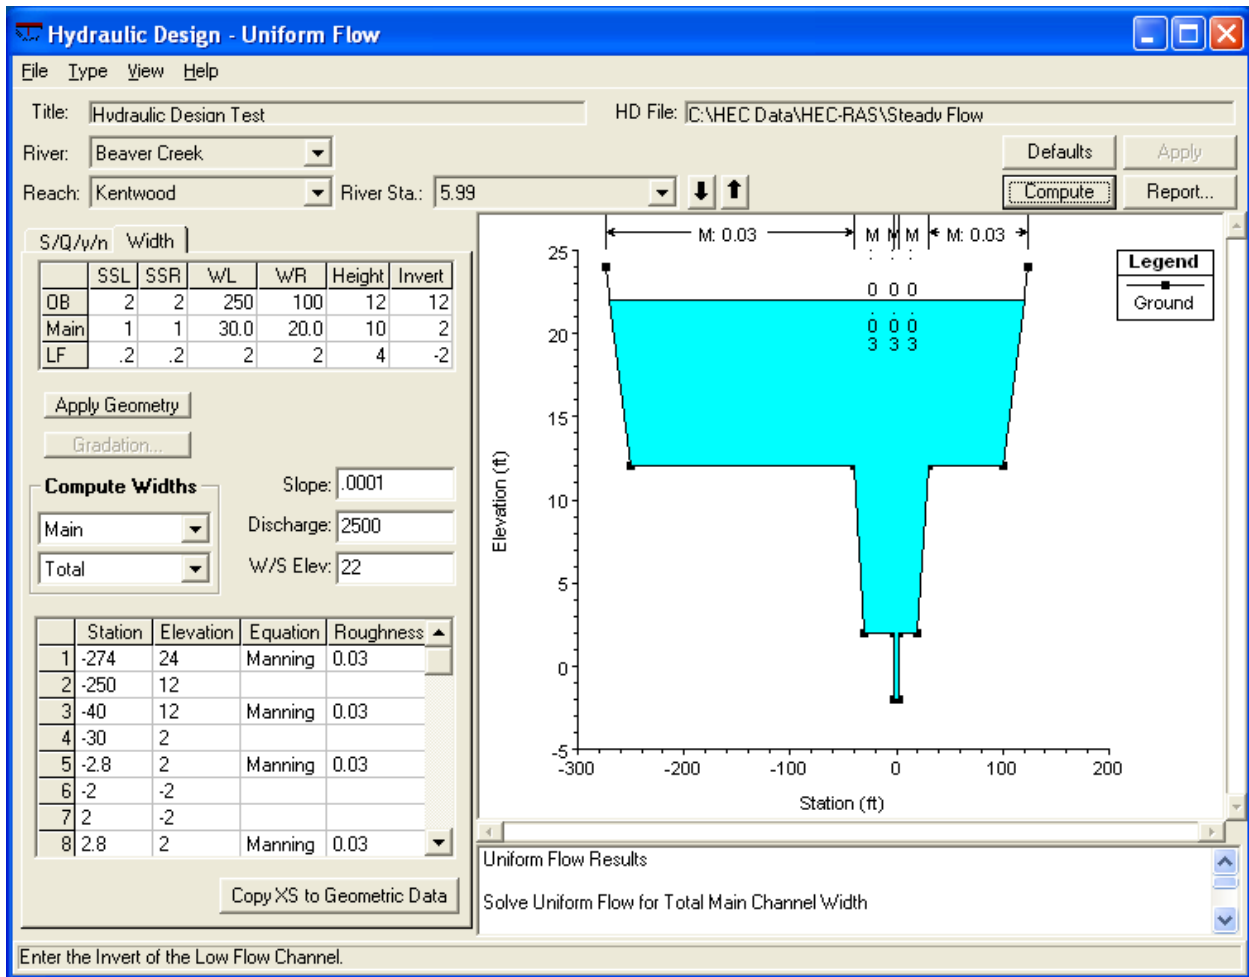 Hydraulic Design - Uniform Flow
File Type View Help
Title: Hydraulic Design Test HD File: C:\HEC Data\HEC-RAS\Steady Flow
River: Beaver Creek Defaults Apply
Reach: Kentwood River Sta.: 5.99 Compute Report...
S/Q/y/n Width
SSL SSR WL WR Height Invert
OB 2 2 250 100 12 12
Main 1 1 30.0 20.0 10 2
LF .2 .2 2 2 4 -2
Apply Geometry
Gradation...
Compute Widths
Main
Total
Slope: .0001
Discharge: 2500
W/S Elev: 22
Station Elevation Equation Roughness
1 -274 24 Manning 0.03
2 -250 12
3 -40 12 Manning 0.03
4 -30 2
5 -2.8 2 Manning 0.03
6 -2 -2
7 2 -2
8 2.8 2 Manning 0.03
Copy XS to Geometric Data
M: 0.03 M M M M: 0.03
: : :
0 0 0
. . .
0 0 0
3 3 3
Legend
Ground
Elevation (ft)
25
20
15
10
5
0
-5
-300 -200 -100 0 100 200
Station (ft)
Uniform Flow Results
Solve Uniform Flow for Total Main Channel Width
Enter the Invert of the Low Flow Channel.